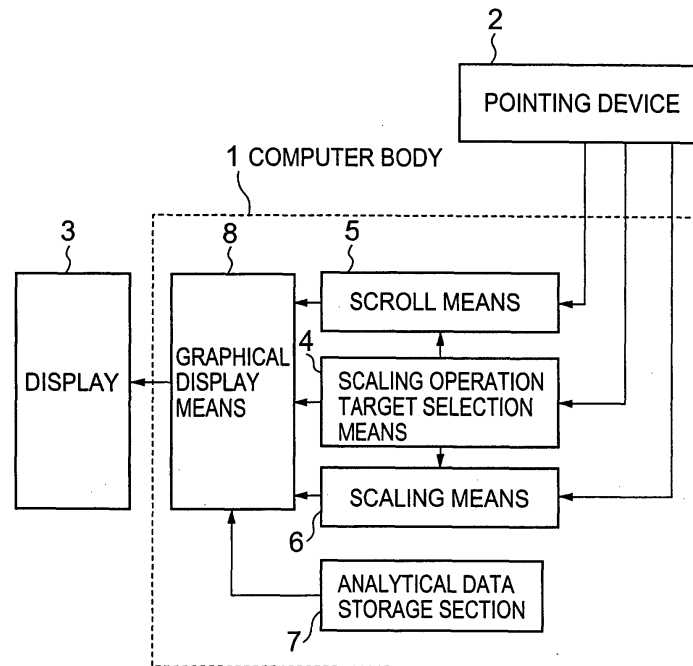 2
POINTING DEVICE
1 COMPUTER BODY
3
8
5
SCROLL MEANS
4
GRAPHICAL
DISPLAY
MEANS
DISPLAY
SCALING OPERATION
TARGET SELECTION
MEANS
SCALING MEANS
6
ANALYTICAL DATA
STORAGE SECTION
7